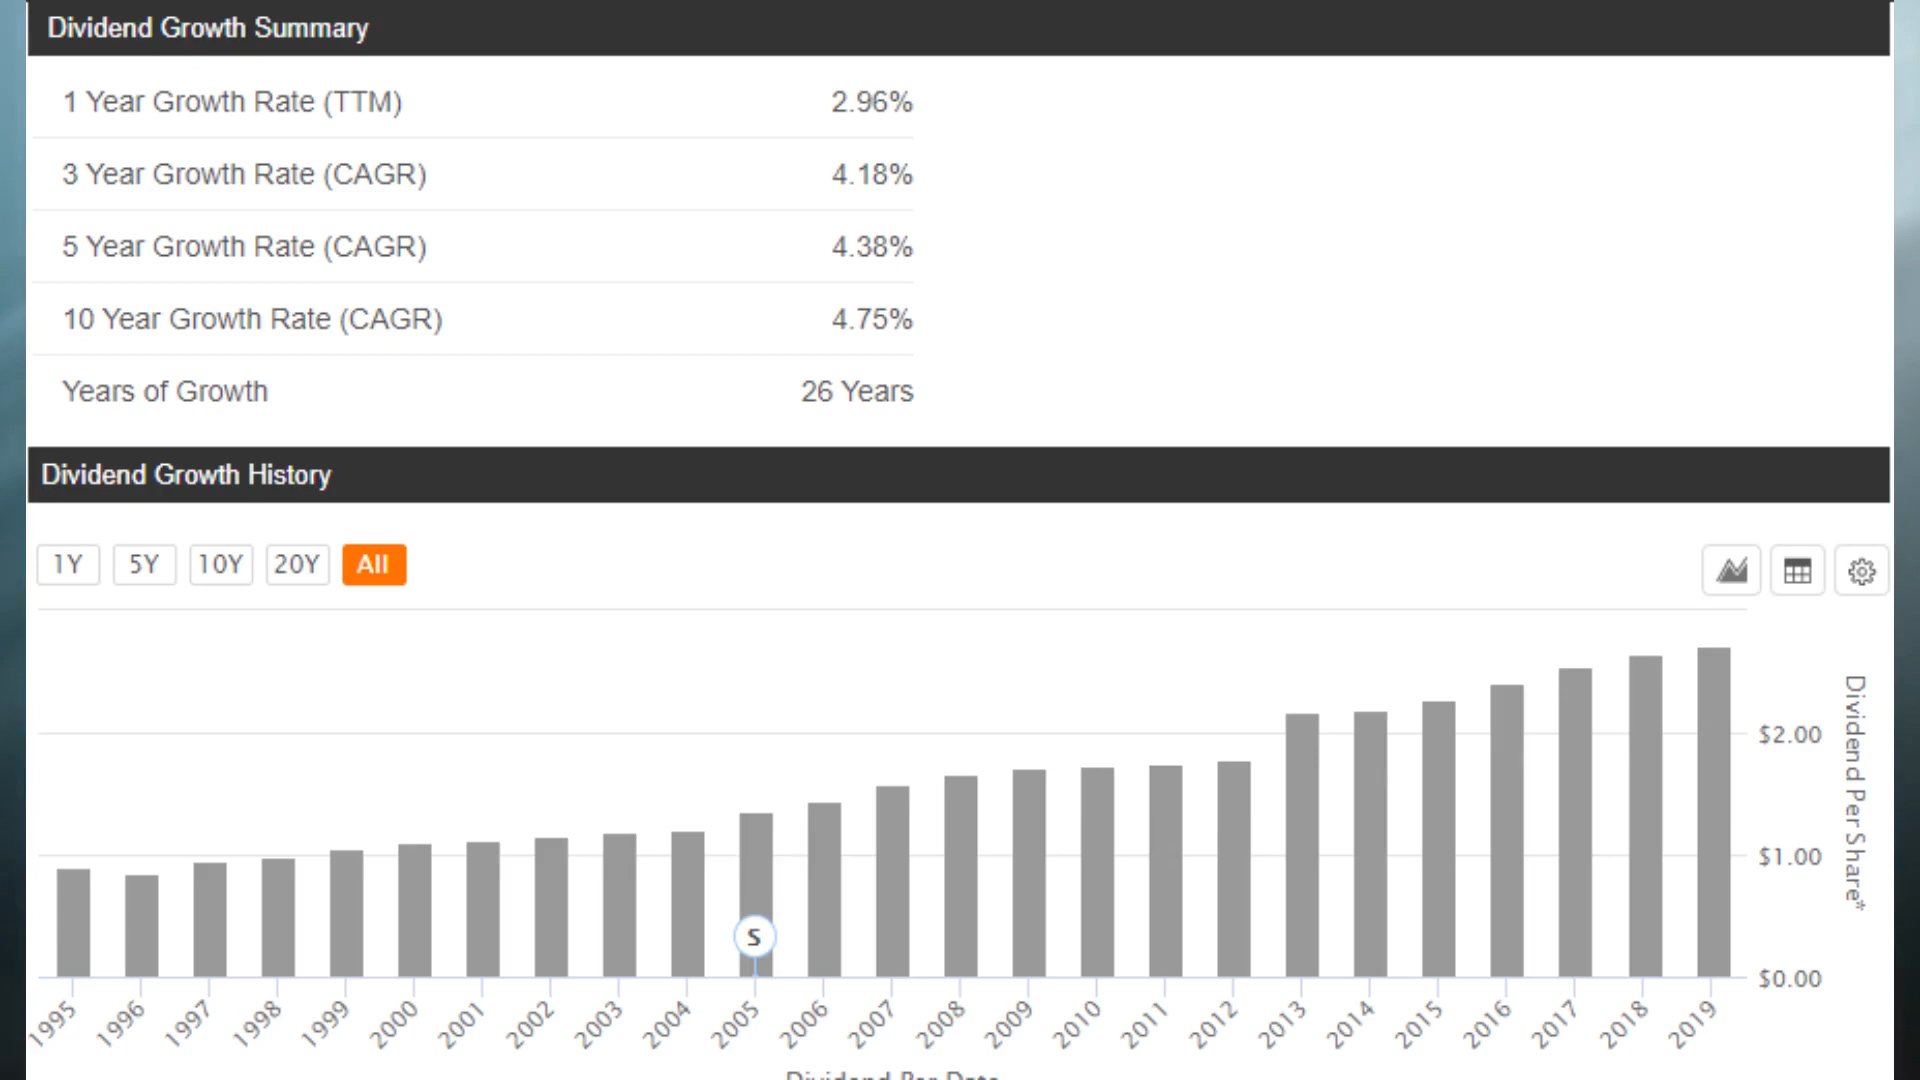 Dividend Growth Summary
1 Year Growth Rate (TTM) 2.96%
3 Year Growth Rate (CAGR) 4.18%
5 Year Growth Rate (CAGR) 4.38%
10 Year Growth Rate (CAGR) 4.75%
Years of Growth 26 Years
Dividend Growth History
1Y 5Y 10Y 20Y All
$2.00
$1.00
$0.00
Dividend Per Share*
S
1995 1996 1997 1998 1999 2000 2001 2002 2003 2004 2005 2006 2007 2008 2009 2010 2011 2012 2013 2014 2015 2016 2017 2018 2019